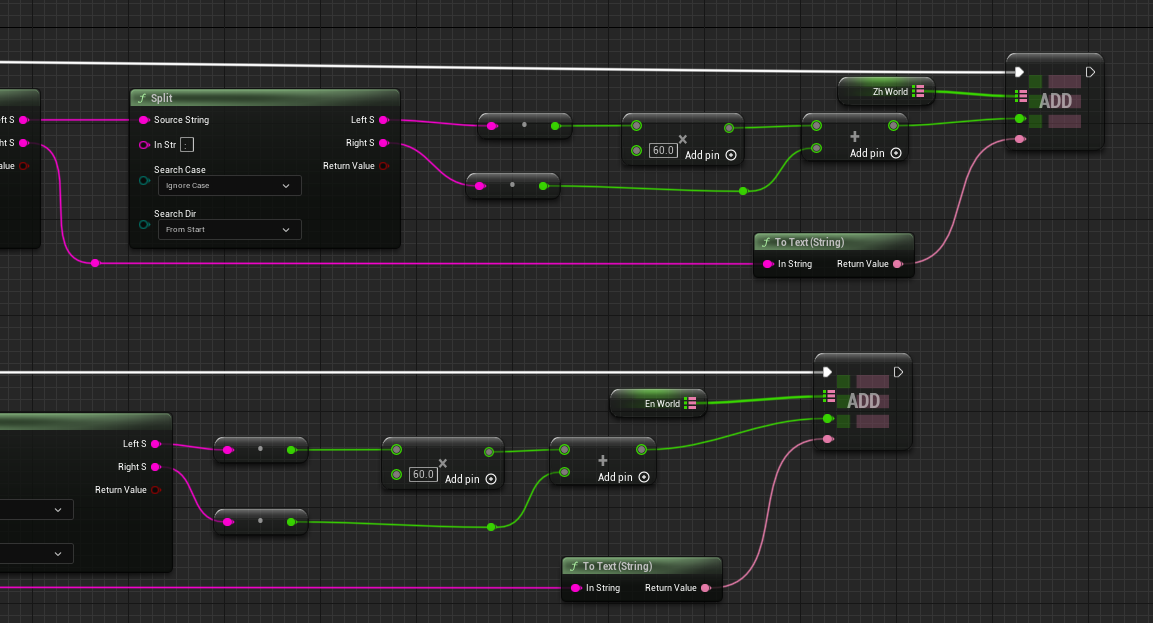 Zh World
ADD
ƒ Split
Left S
Source String
Left S
ht S
In Str :
Right S
60.0 × Add pin
+
Add pin
alue
Search Case
Return Value
Ignore Case
Search Dir
From Start
ƒ To Text (String)
In String
Return Value
En World
ADD
Left S
Right S
60.0 × Add pin
+
Add pin
Return Value
ƒ To Text (String)
In String
Return Value